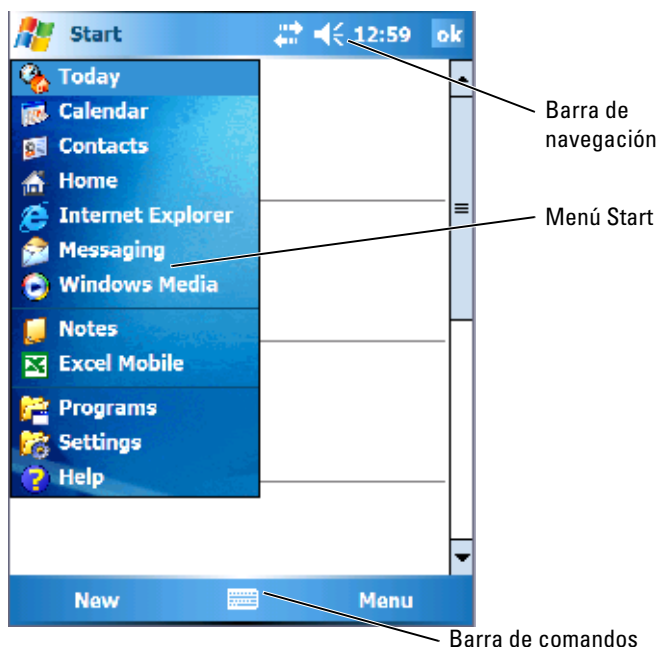 Start 12:59 ok
Today
Calendar
Contacts
Home
Internet Explorer
Messaging
Windows Media
Notes
Excel Mobile
Programs
Settings
Help
New Menu
Barra de
navegación
Menú Start
Barra de comandos